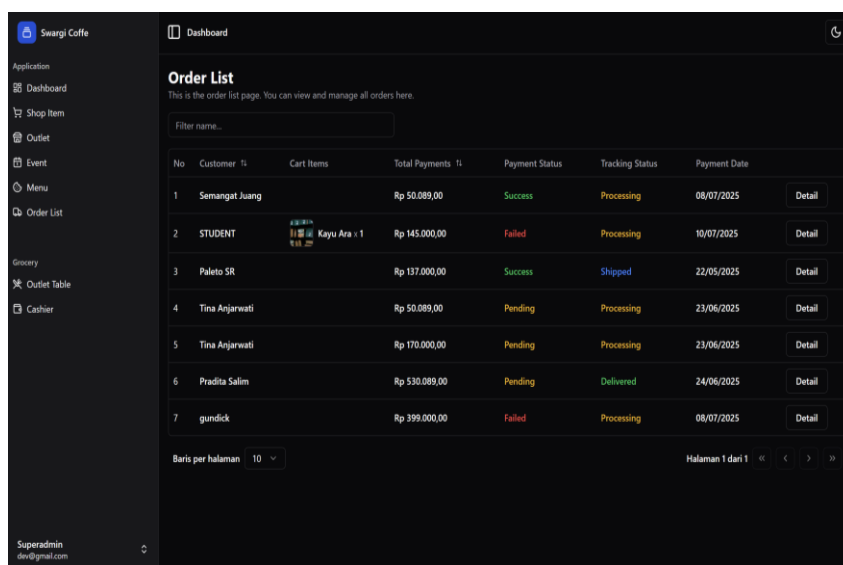 Swargi Coffe
Dashboard
Application
Dashboard
Shop Item
Outlet
Event
Menu
Order List
Grocery
Outlet Table
Cashier
Superadmin
dev@gmail.com
Order List
This is the order list page. You can view and manage all orders here.
Filter name...
No Customer Cart Items Total Payments Payment Status Tracking Status Payment Date
1 Semangat Juang Rp 50.089,00 Success Processing 08/07/2025 Detail
2 STUDENT Kayu Ara x 1 Rp 145.000,00 Failed Processing 10/07/2025 Detail
3 Paleto SR Rp 137.000,00 Success Shipped 22/05/2025 Detail
4 Tina Anjarwati Rp 50.089,00 Pending Processing 23/06/2025 Detail
5 Tina Anjarwati Rp 170.000,00 Pending Processing 23/06/2025 Detail
6 Pradita Salim Rp 530.089,00 Pending Delivered 24/06/2025 Detail
7 gundick Rp 399.000,00 Failed Processing 08/07/2025 Detail
Baris per halaman 10 Halaman 1 dari 1